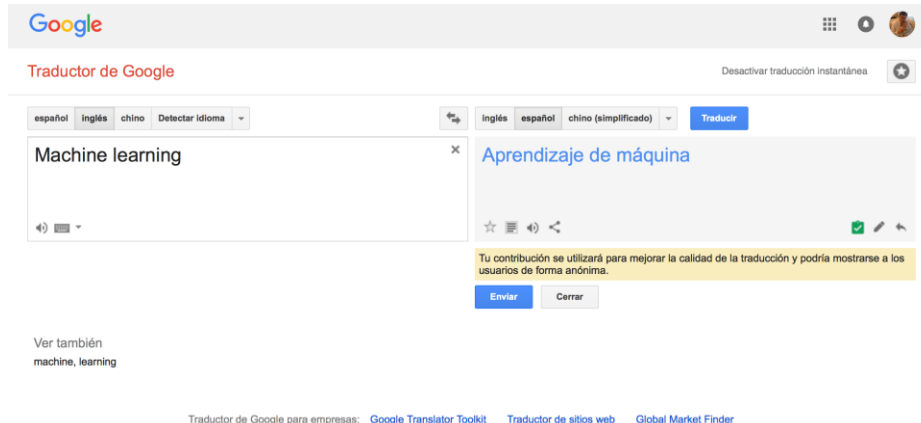 Google
Traductor de Google
Desactivar traducción instantánea
español inglés chino Detectar idioma
inglés español chino (simplificado) Traducir
Machine learning
Aprendizaje de máquina
Tu contribución se utilizará para mejorar la calidad de la traducción y podría mostrarse a los
usuarios de forma anónima.
Enviar Cerrar
Ver también
machine, learning
Traductor de Google para empresas: Google Translator Toolkit Traductor de sitios web Global Market Finder